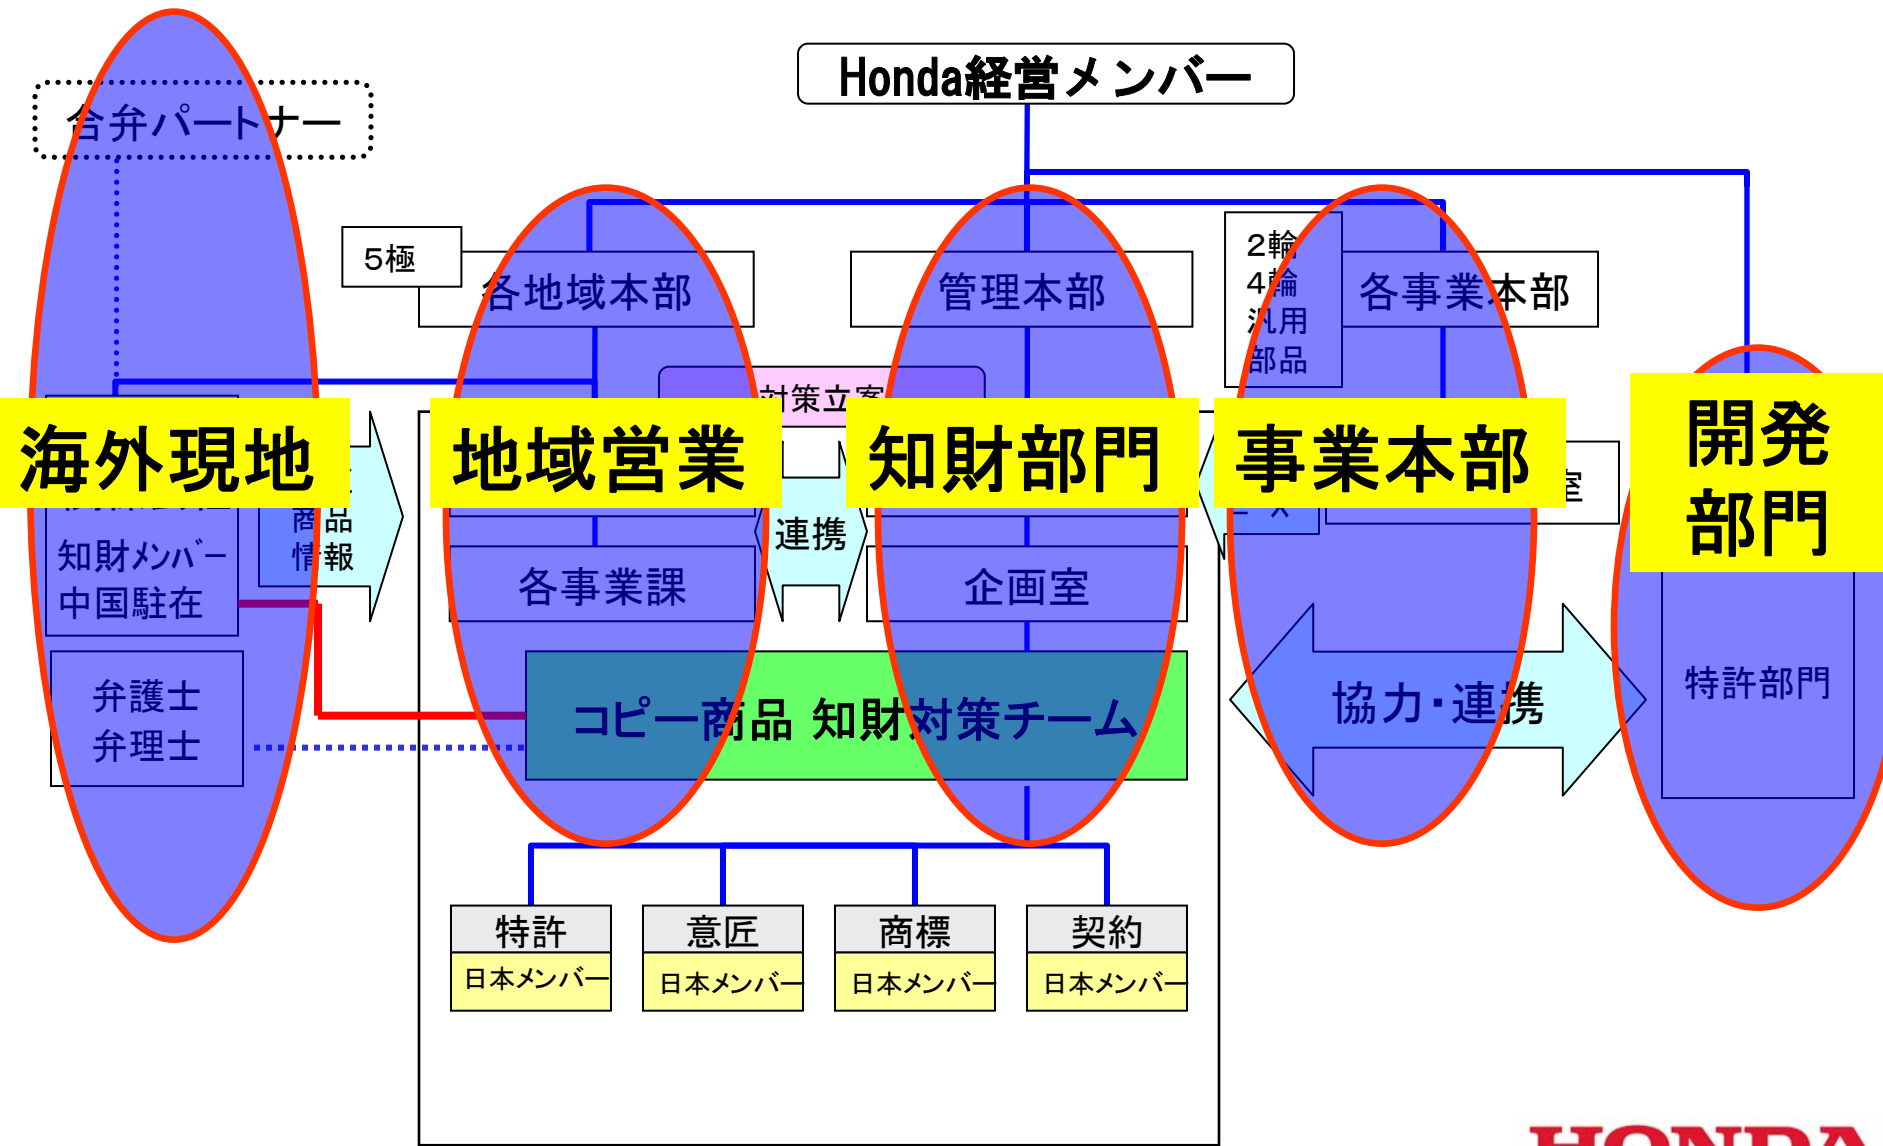 Honda経営メンバー
合弁パートナー
5極
各地域本部
管理本部
2輪
4輪
汎用
部品
各事業本部
対策立案
海外現地
地域営業
知財部門
事業本部
開発
部門
室
商品
情報
知財メンバー
中国駐在
連携
各事業課
企画室
弁護士
弁理士
コピー商品 知財対策チーム
協力・連携
特許部門
特許
意匠
商標
契約
日本メンバー
日本メンバー
日本メンバー
日本メンバー
HONDA